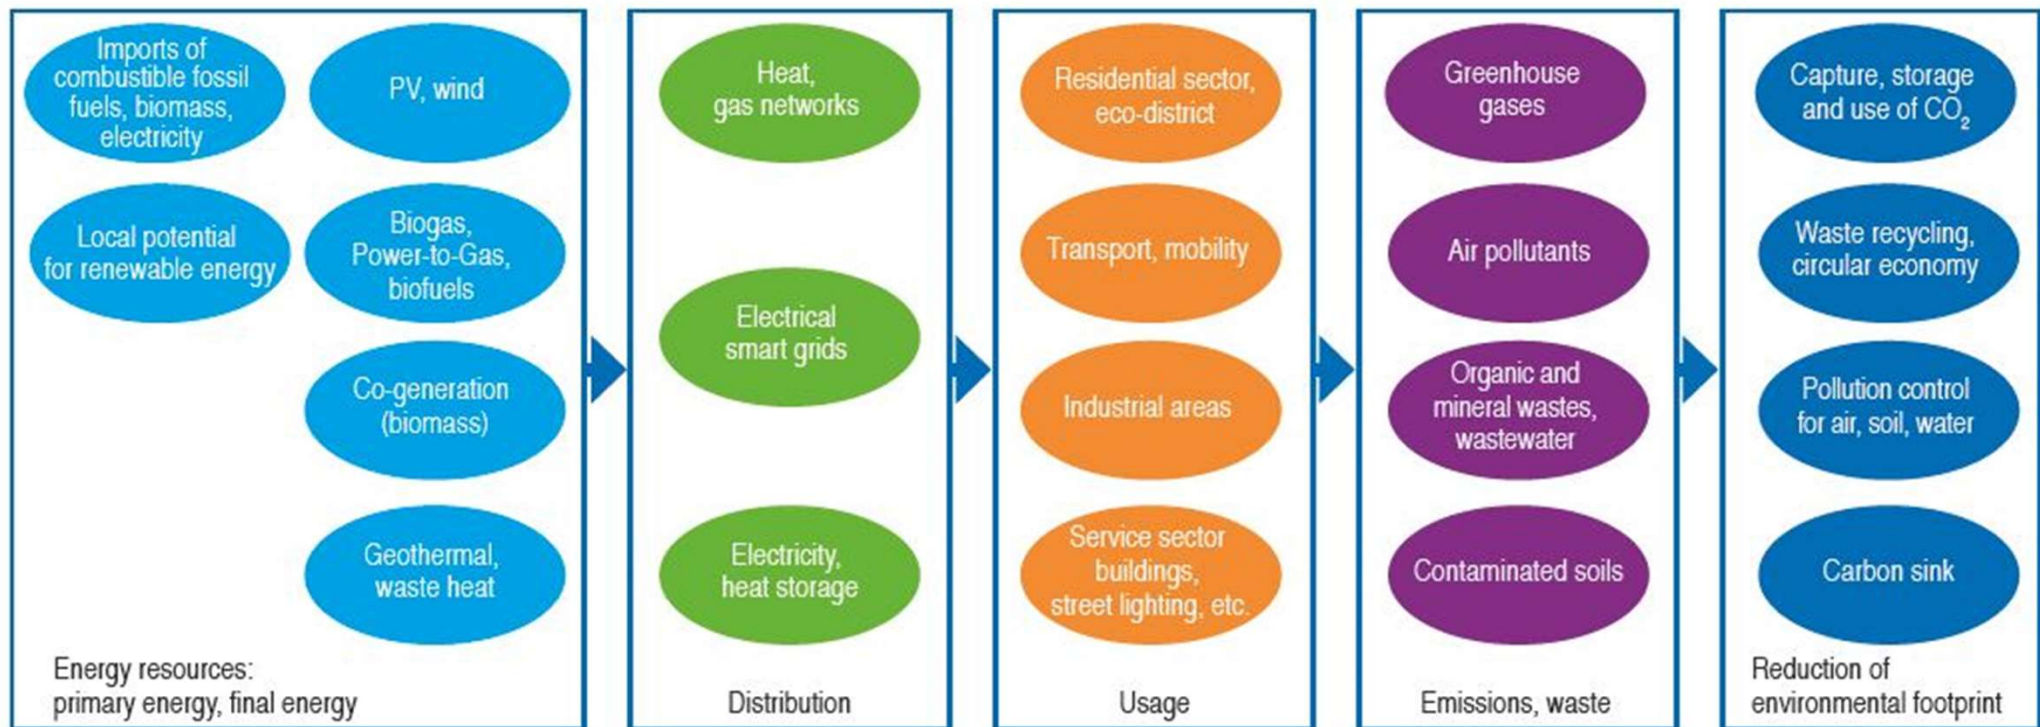 Imports of
combustible fossil
fuels, biomass,
electricity
PV, wind
Local potential
for renewable energy
Biogas,
Power-to-Gas,
biofuels
Co-generation
(biomass)
Geothermal,
waste heat
Energy resources:
primary energy, final energy
Heat,
gas networks
Electrical
smart grids
Electricity,
heat storage
Distribution
Residential sector,
eco-district
Transport, mobility
Industrial areas
Service sector
buildings,
street lighting, etc.
Usage
Greenhouse
gases
Air pollutants
Organic and
mineral wastes,
wastewater
Contaminated soils
Emissions, waste
Capture, storage
and use of CO₂
Waste recycling,
circular economy
Pollution control
for air, soil, water
Carbon sink
Reduction of
environmental footprint